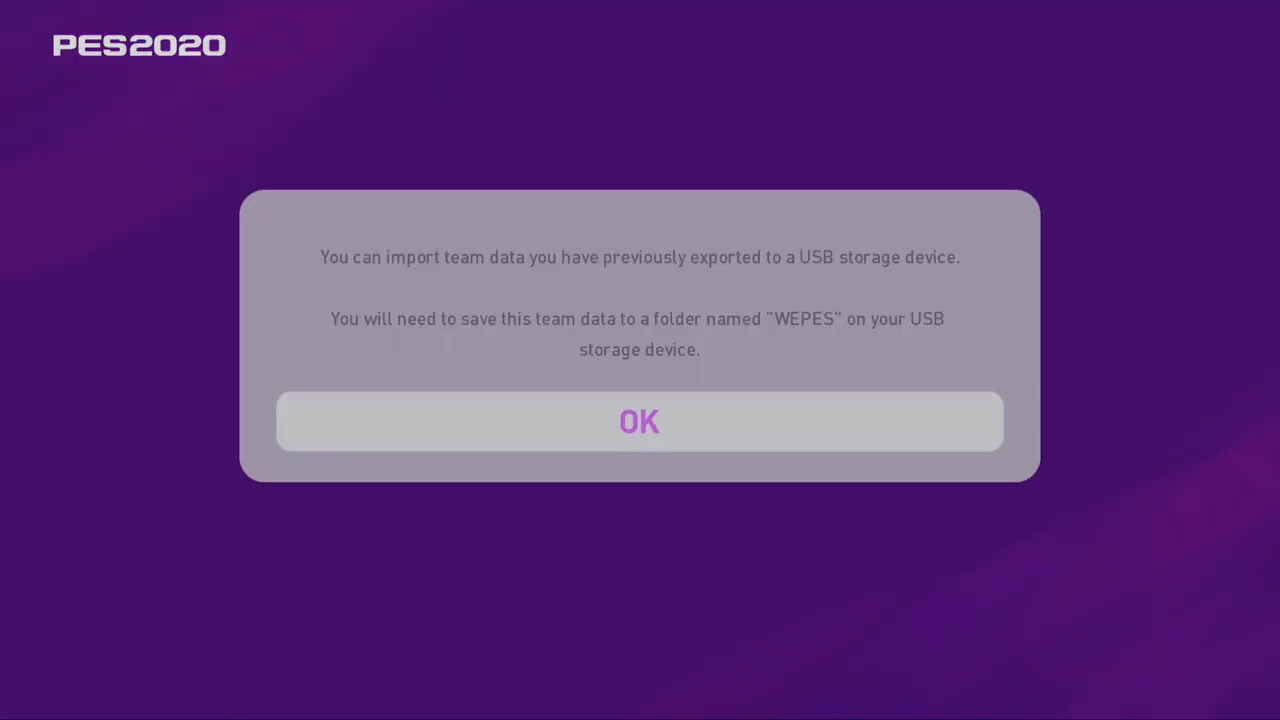 PES2020
You can import team data you have previously exported to a USB storage device.
You will need to save this team data to a folder named "WEPES" on your USB
storage device.
OK